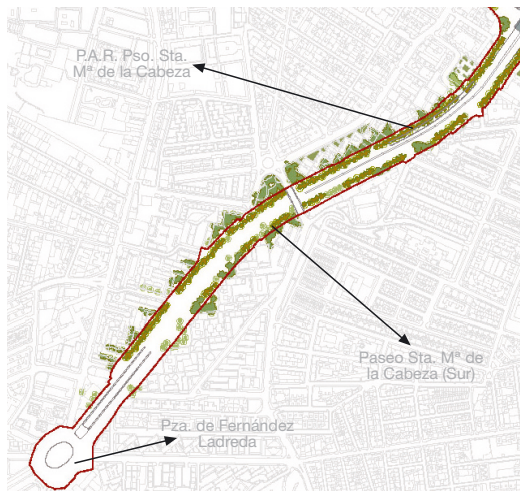 P.A.R. Pso. Sta.
Mª de la Cabeza
Paseo Sta. Mª de
la Cabeza (Sur)
Pza. de Fernández
Ladreda